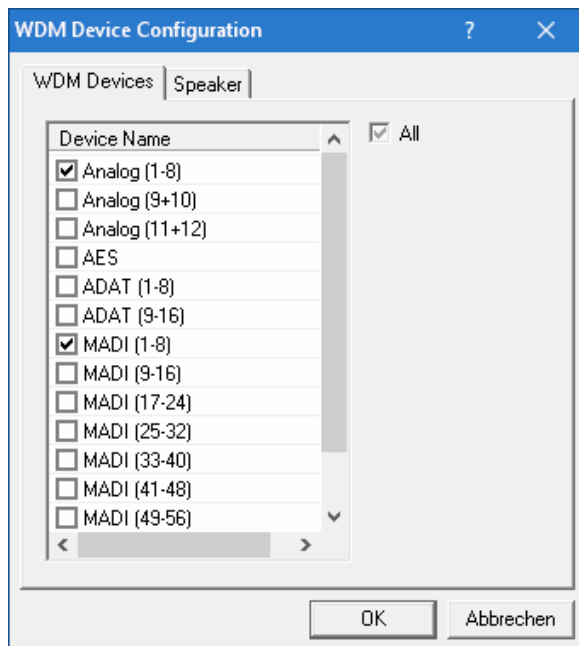 WDM Device Configuration
WDM Devices
Speaker
Device Name
All
Analog (1-8)
Analog (9+10)
Analog (11+12)
AES
ADAT (1-8)
ADAT (9-16)
MADI (1-8)
MADI (9-16)
MADI (17-24)
MADI (25-32)
MADI (33-40)
MADI (41-48)
MADI (49-56)
OK
Abbrechen